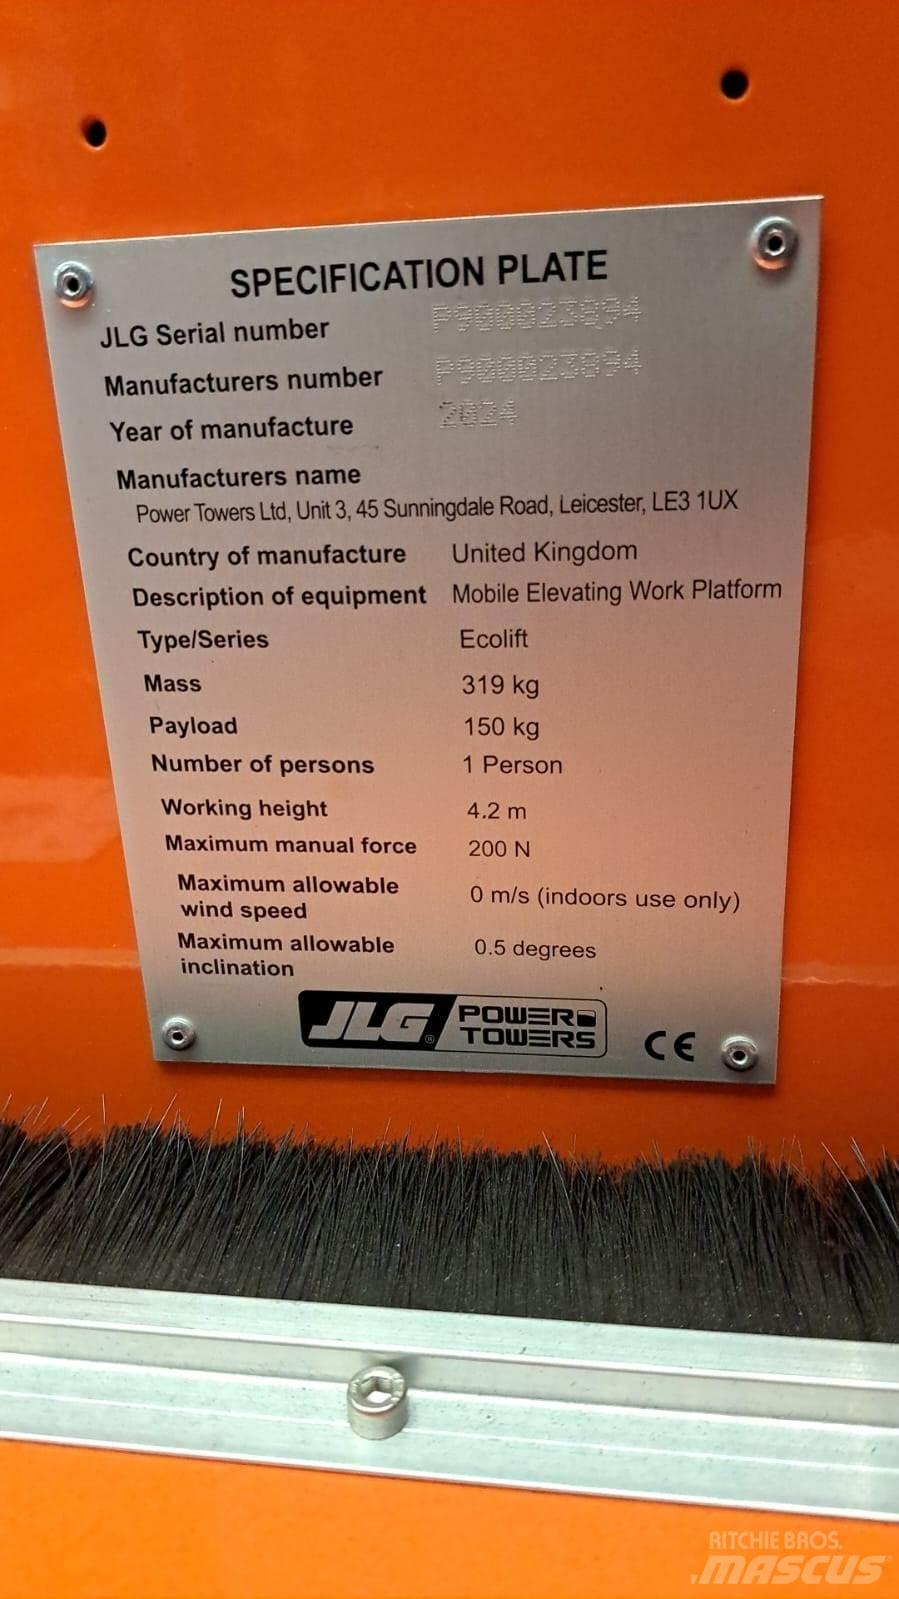 SPECIFICATION PLATE
JLG Serial number P900023894
Manufacturers number P900023894
Year of manufacture 2024
Manufacturers name
Power Towers Ltd, Unit 3, 45 Sunningdale Road, Leicester, LE3 1UX
Country of manufacture United Kingdom
Description of equipment Mobile Elevating Work Platform
Type/Series Ecolift
Mass 319 kg
Payload 150 kg
Number of persons 1 Person
Working height 4.2 m
Maximum manual force 200 N
Maximum allowable
wind speed 0 m/s (indoors use only)
Maximum allowable
inclination 0.5 degrees
JLG® POWER
TOWERS
CE
RITCHIE BROS.
MASCUS